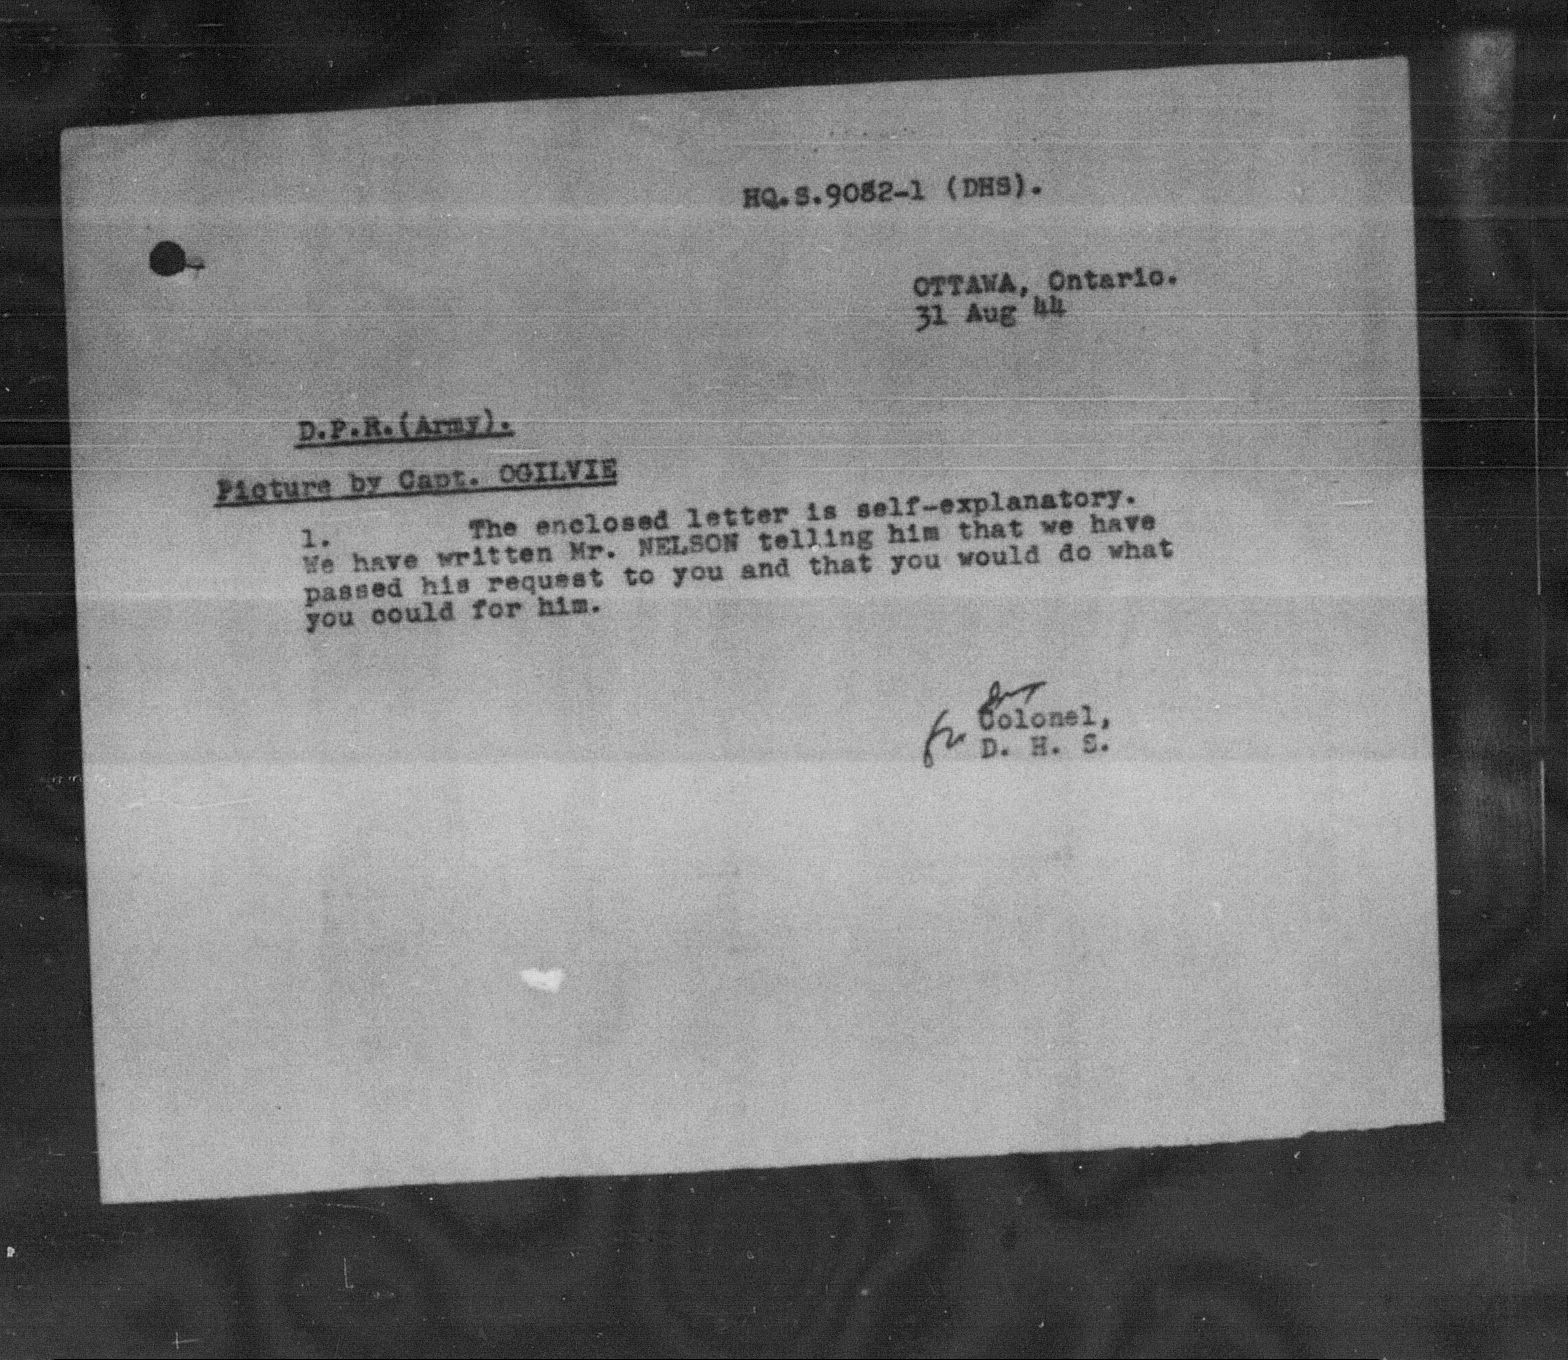 HQ.S.9082-1 (DHS).
OTTAWA, Ontario.
31 Aug 44
D.P.R.(Army).
Picture by Capt. OGILVIE
1. The enclosed letter is self-explanatory.
We have written Mr. NELSON telling him that we have
passed his request to you and that you would do what
you could for him.
for Colonel,
D. H. S.